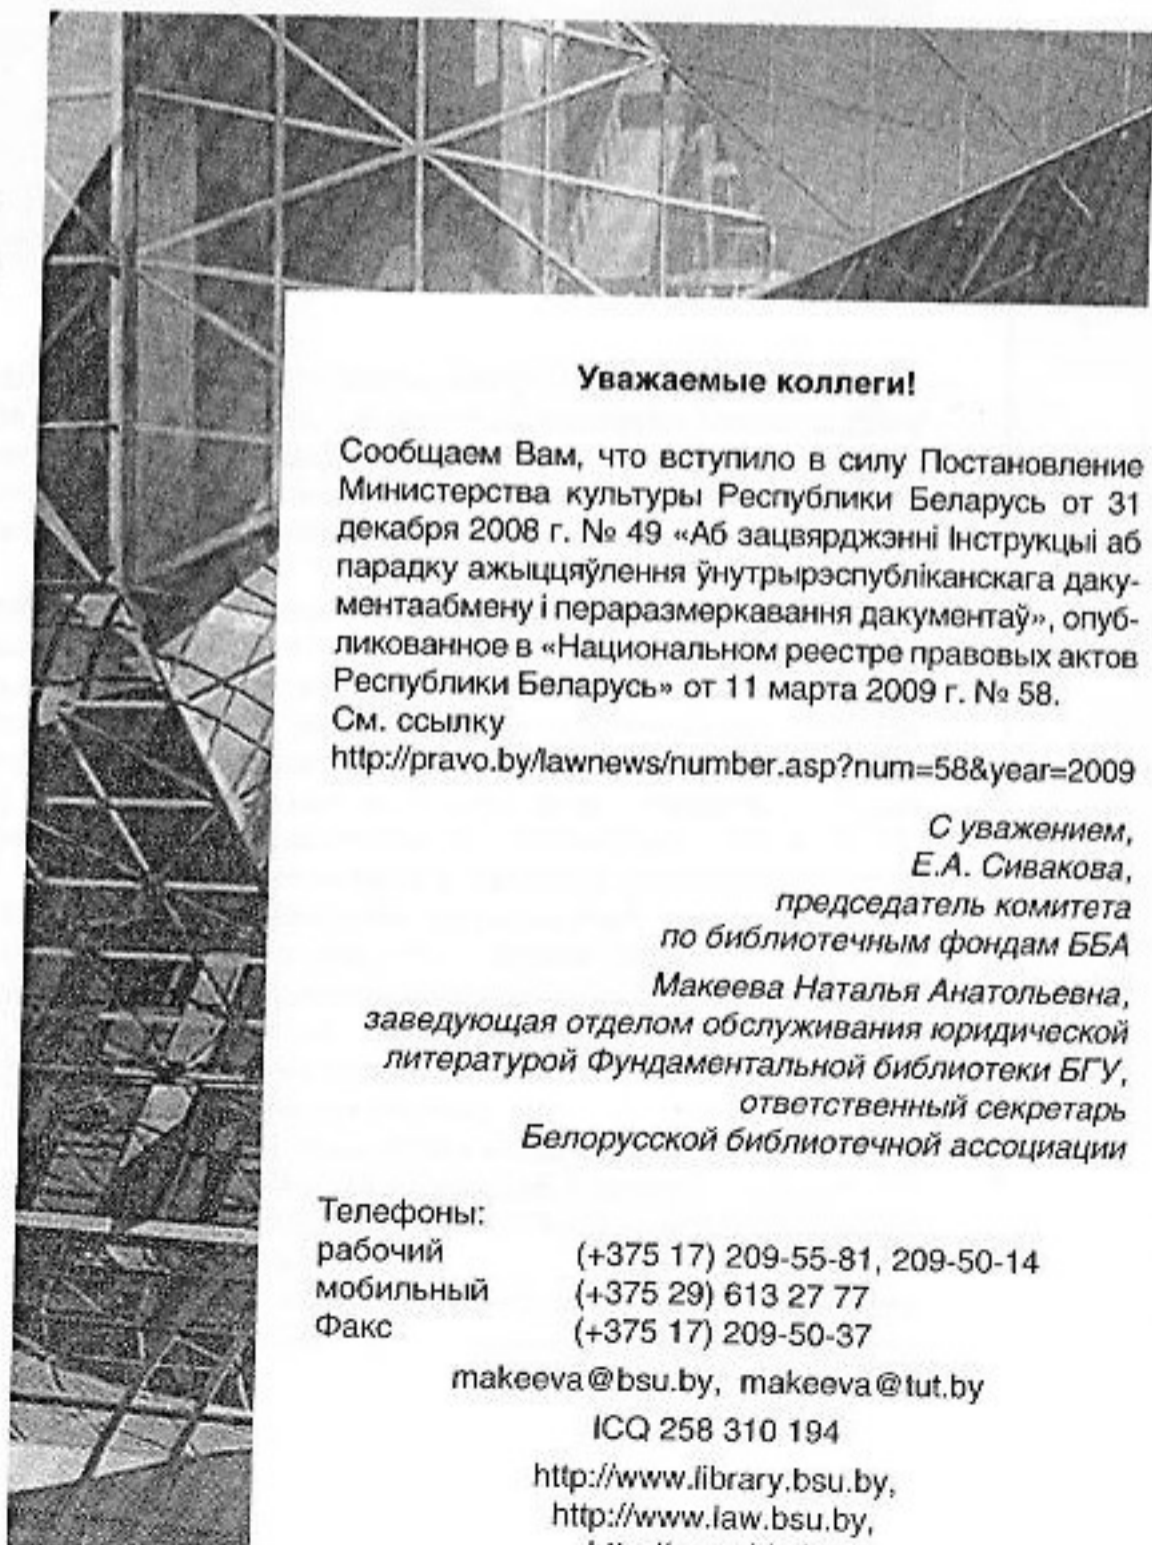 Уважаемые коллеги!
Сообщаем Вам, что вступило в силу Постановление
Министерства культуры Республики Беларусь от 31
декабря 2008 г. № 49 «Аб зацвярджэнні Інструкцыі аб
парадку ажыццяўлення ўнутрырэспубліканскага даку-
ментаабмену і пераразмеркавання дакументаў», опуб-
ликованное в «Национальном реестре правовых актов
Республики Беларусь» от 11 марта 2009 г. № 58.
См. ссылку
http://pravo.by/lawnews/number.asp?num=58&year=2009
С уважением,
Е.А. Сивакова,
председатель комитета
по библиотечным фондам ББА
Макеева Наталья Анатольевна,
заведующая отделом обслуживания юридической
литературой Фундаментальной библиотеки БГУ,
ответственный секретарь
Белорусской библиотечной ассоциации
Телефоны:
рабочий (+375 17) 209-55-81, 209-50-14
мобильный (+375 29) 613 27 77
Факс (+375 17) 209-50-37
makeeva@bsu.by, makeeva@tut.by
ICQ 258 310 194
http://www.library.bsu.by,
http://www.law.bsu.by,